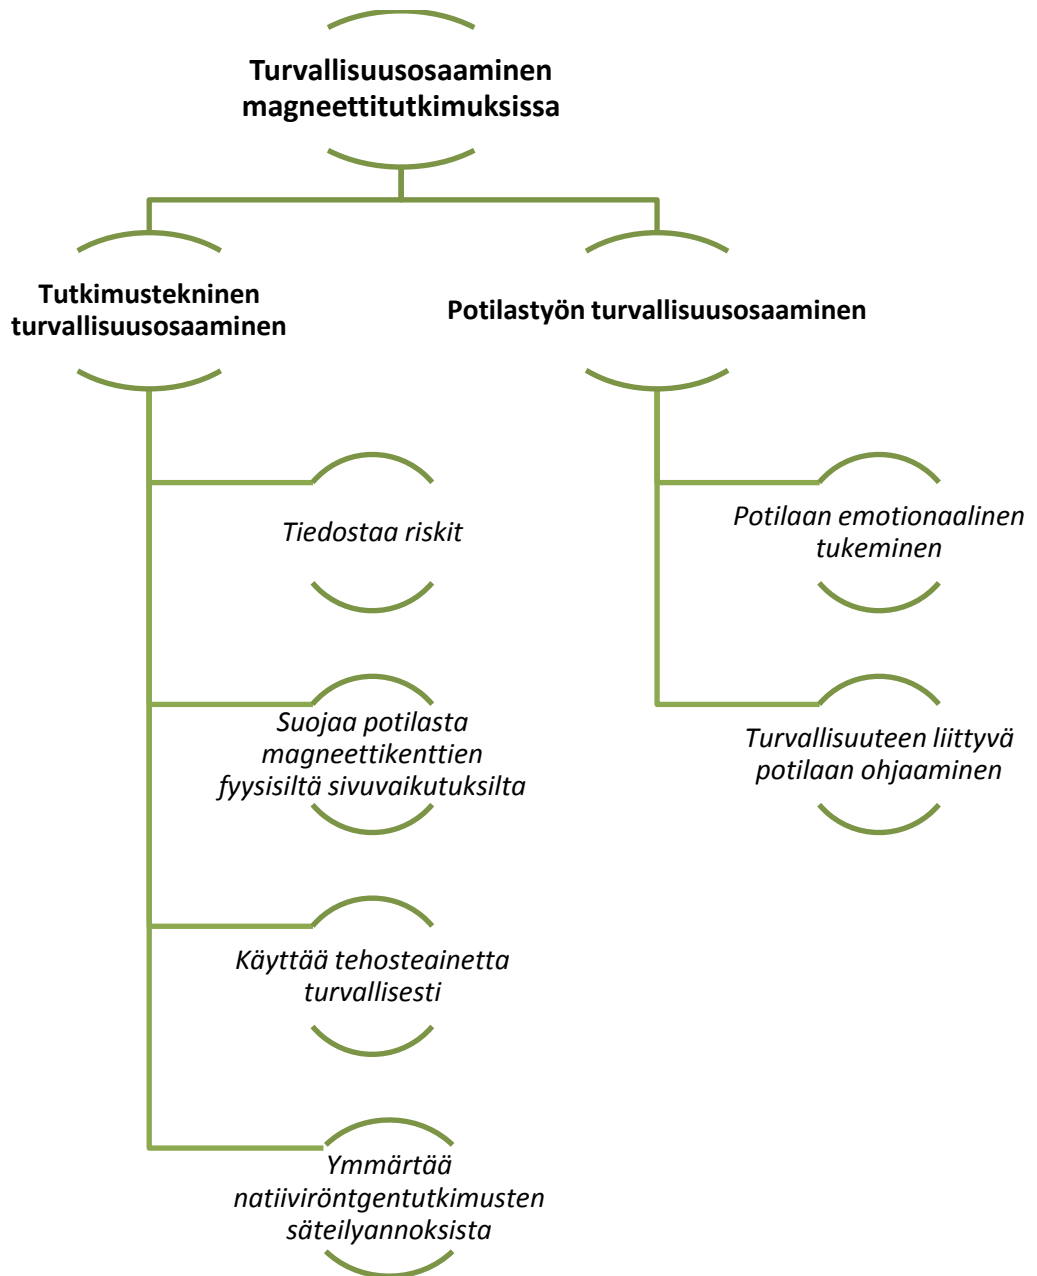 Turvallisuusosaaminen
magneettitutkimuksissa
Tutkimustekninen
turvallisuusosaaminen
Potilastyön turvallisuusosaaminen
Tiedostaa riskit
Suojaa potilasta
magneettikenttien
fyysisiltä sivuvaikutuksilta
Käyttää tehosteainetta
turvallisesti
Ymmärtää
natiiviröntgentutkimusten
säteilyannoksista
Potilaan emotionaalinen
tukeminen
Turvallisuuteen liittyvä
potilaan ohjaaminen